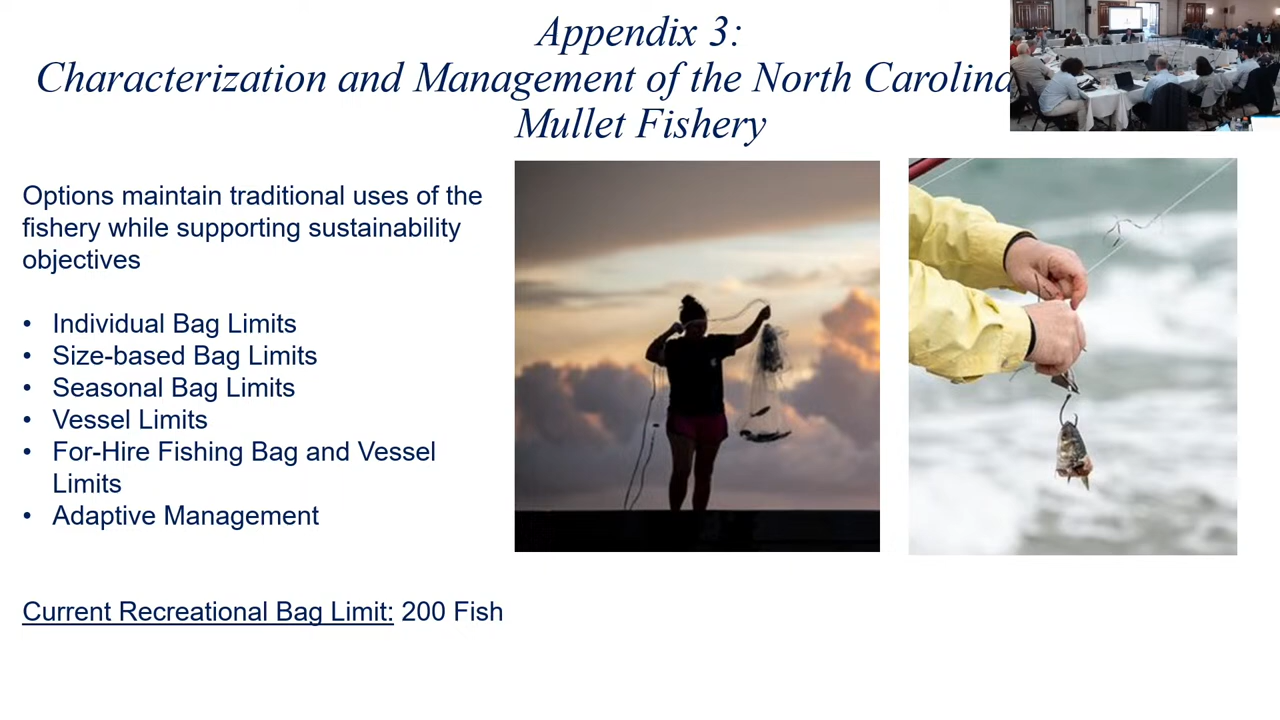 Appendix 3:
Characterization and Management of the North Carolina
Mullet Fishery
Options maintain traditional uses of the
fishery while supporting sustainability
objectives
• Individual Bag Limits
• Size-based Bag Limits
• Seasonal Bag Limits
• Vessel Limits
• For-Hire Fishing Bag and Vessel
Limits
• Adaptive Management
Current Recreational Bag Limit: 200 Fish